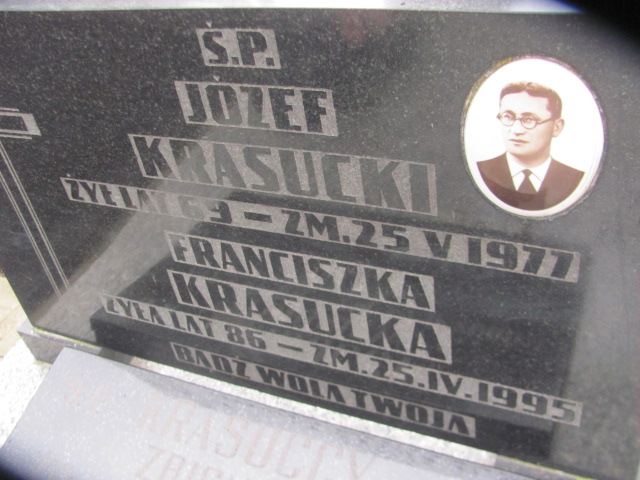 Ś.P.
JÓZEF
KRASUCKI
ŻYŁ LAT 69 – ZM. 25 V 1977
FRANCISZKA
KRASUCKA
ŻYŁA LAT 86 – ZM. 25. IV. 1995
BĄDŹ WOLA TWOJA
KRASUCCY